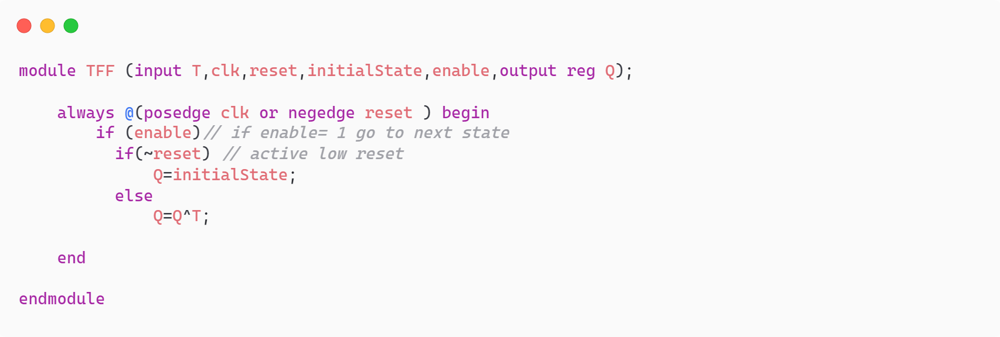 module TFF (input T,clk,reset,initialState,enable,output reg Q);
    always @(posedge clk or negedge reset ) begin
        if (enable)// if enable= 1 go to next state
          if(~reset) // active low reset
              Q=initialState;
          else
              Q=Q^T;
    end
endmodule